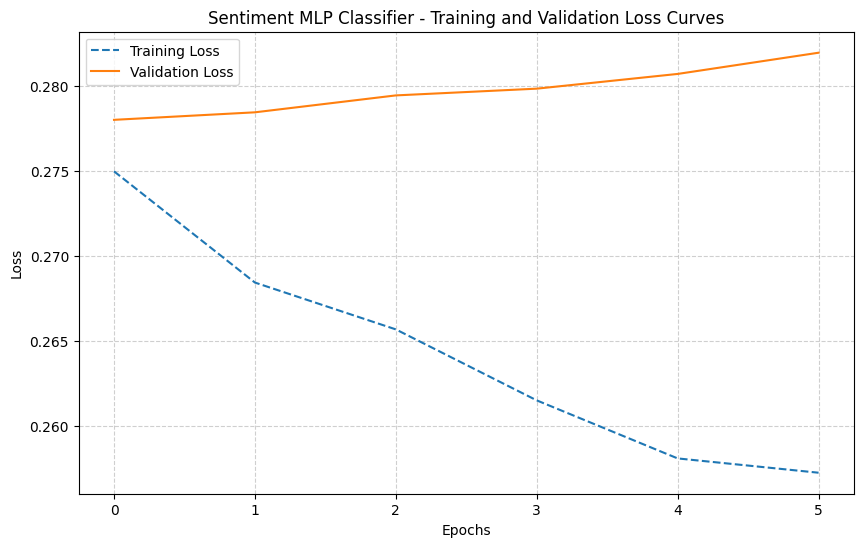 Sentiment MLP Classifier - Training and Validation Loss Curves
Training Loss
Validation Loss
0.280
0.275
0.270
0.265
0.260
Loss
0 1 2 3 4 5
Epochs